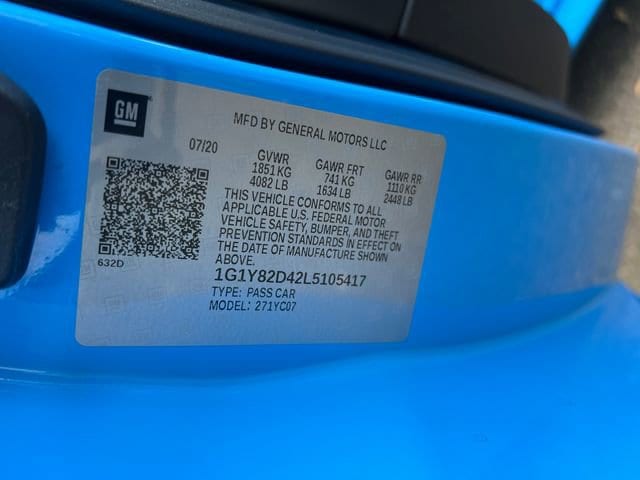 GM
MFD BY GENERAL MOTORS LLC
07/20
GVWR GAWR FRT GAWR RR
1851 KG 741 KG 1110 KG
4082 LB 1634 LB 2448 LB
THIS VEHICLE CONFORMS TO ALL
APPLICABLE U.S. FEDERAL MOTOR
VEHICLE SAFETY, BUMPER, AND THEFT
PREVENTION STANDARDS IN EFFECT ON
THE DATE OF MANUFACTURE SHOWN
ABOVE.
632D
1G1Y82D42L5105417
TYPE: PASS CAR
MODEL: 271YC07